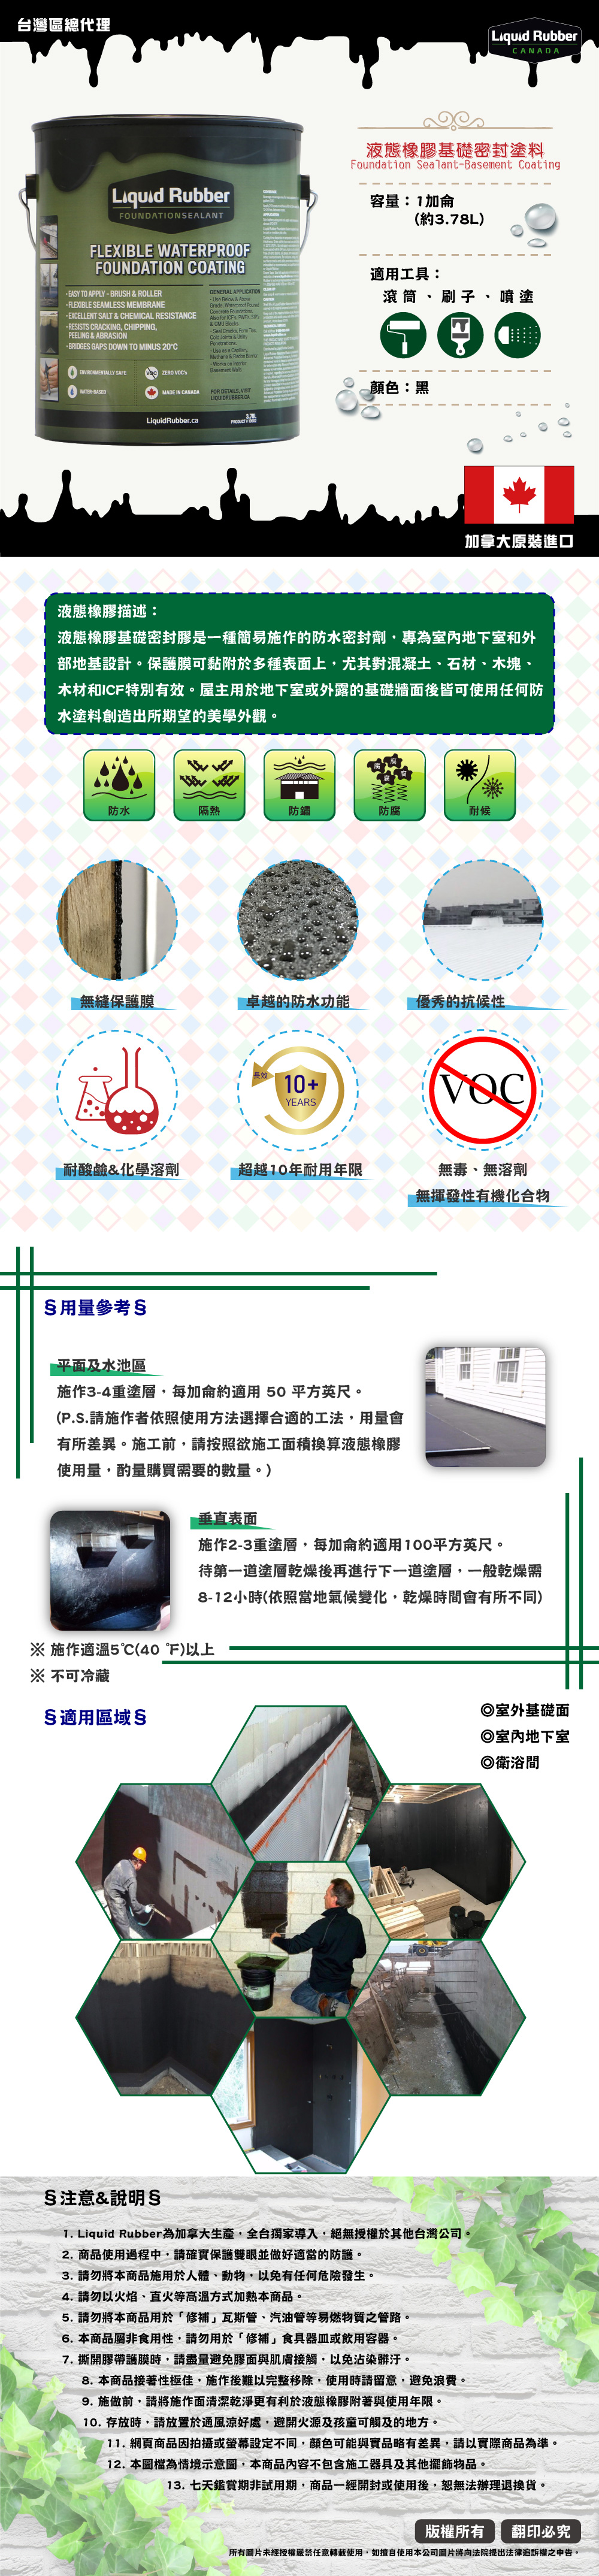 台灣區總代理
Liquid Rubber
CANADA
液態橡膠基礎密封塗料
Foundation Sealant-Basement Coating
容量：1加侖
(約3.78L)
適用工具：
滾筒、刷子、噴塗
顏色：黑
Liquid Rubber
FOUNDATIONSEALANT
FLEXIBLE WATERPROOF
FOUNDATION COATING
•EASY TO APPLY - BRUSH & ROLLER
•FLEXIBLE SEAMLESS MEMBRANE
•EXCELLENT SALT & CHEMICAL RESISTANCE
•RESISTS CRACKING, CHIPPING,
PEELING & ABRASION
•BRIDGES GAPS DOWN TO MINUS 20°C
GENERAL APPLICATION
ENVIRONMENTALLY SAFE
VOC
ZERO VOC's
WATER-BASED
MADE IN CANADA
FOR DETAILS, VISIT
LIQUIDRUBBER.CA
LiquidRubber.ca
3.78L
加拿大原裝進口
液態橡膠描述：
液態橡膠基礎密封膠是一種簡易施作的防水密封劑，專為室內地下室和外
部地基設計。保護膜可黏附於多種表面上，尤其對混凝土、石材、木塊、
木材和ICF特別有效。屋主用於地下室或外露的基礎牆面後皆可使用任何防
水塗料創造出所期望的美學外觀。
防水
隔熱
防鏽
防腐
耐候
無縫保護膜
卓越的防水功能
優秀的抗候性
長效
10+
YEARS
VOC
耐酸鹼&化學溶劑
超越10年耐用年限
無毒、無溶劑
無揮發性有機化合物
§用量參考§
平面及水池區
施作3-4重塗層，每加侖約適用 50 平方英尺。
(P.S.請施作者依照使用方法選擇合適的工法，用量會
有所差異。施工前，請按照欲施工面積換算液態橡膠
使用量，酌量購買需要的數量。)
垂直表面
施作2-3重塗層，每加侖約適用100平方英尺。
待第一道塗層乾燥後再進行下一道塗層，一般乾燥需
8-12小時(依照當地氣候變化，乾燥時間會有所不同)
※ 施作適溫5℃(40 ℉)以上
※ 不可冷藏
§適用區域§
◎室外基礎面
◎室內地下室
◎衛浴間
§注意&說明§
1. Liquid Rubber為加拿大生產，全台獨家導入，絕無授權於其他台灣公司。
2. 商品使用過程中，請確實保護雙眼並做好適當的防護。
3. 請勿將本商品施用於人體、動物，以免有任何危險發生。
4. 請勿以火焰、直火等高溫方式加熱本商品。
5. 請勿將本商品用於「修補」瓦斯管、汽油管等易燃物質之管路。
6. 本商品屬非食用性，請勿用於「修補」食具器皿或飲用容器。
7. 撕開膠帶護膜時，請盡量避免膠面與肌膚接觸，以免沾染髒汙。
8. 本商品接著性極佳，施作後難以完整移除，使用時請留意，避免浪費。
9. 施做前，請將施作面清潔乾淨更有利於液態橡膠附著與使用年限。
10. 存放時，請放置於通風涼好處，避開火源及孩童可觸及的地方。
11. 網頁商品因拍攝或螢幕設定不同，顏色可能與實品略有差異，請以實際商品為準。
12. 本圖檔為情境示意圖，本商品內容不包含施工器具及其他擺飾物品。
13. 七天鑑賞期非試用期，商品一經開封或使用後，恕無法辦理退換貨。
版權所有
翻印必究
所有圖片未經授權嚴禁任意轉載使用，如擅自使用本公司圖片將向法院提出法律追訴權之申告。